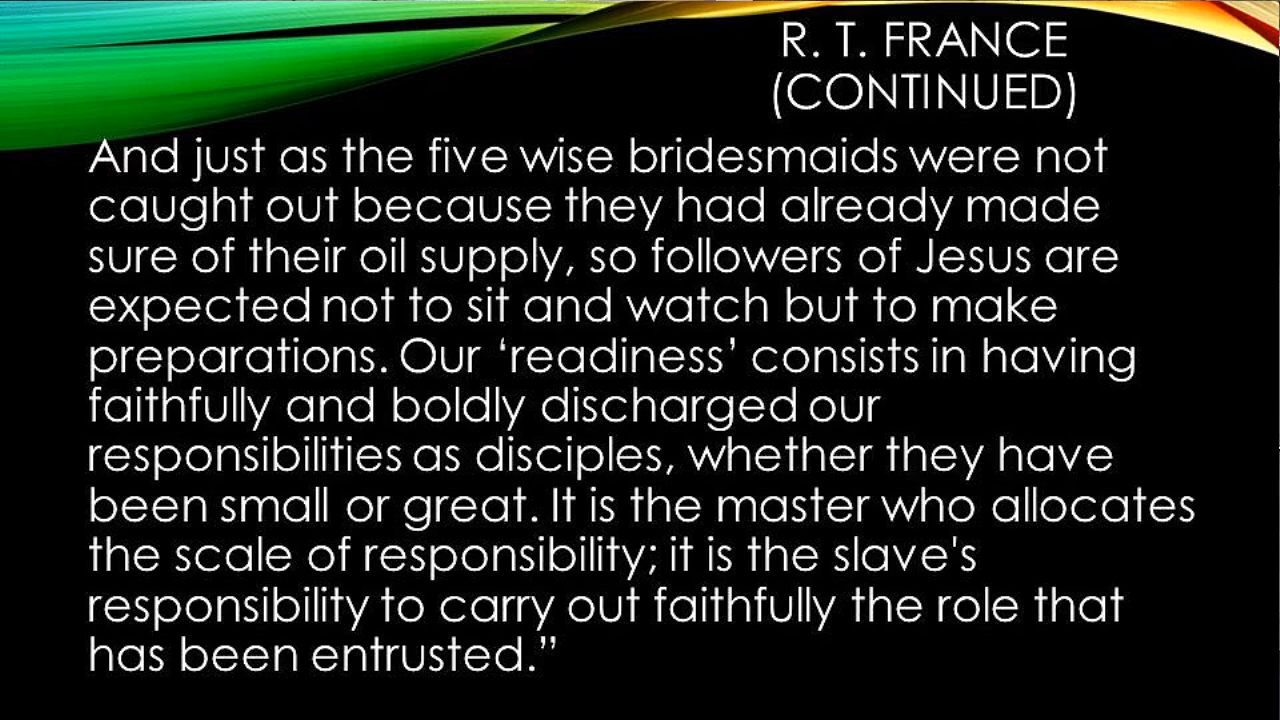 R. T. FRANCE
(CONTINUED)
And just as the five wise bridesmaids were not
caught out because they had already made
sure of their oil supply, so followers of Jesus are
expected not to sit and watch but to make
preparations. Our ‘readiness’ consists in having
faithfully and boldly discharged our
responsibilities as disciples, whether they have
been small or great. It is the master who allocates
the scale of responsibility; it is the slave's
responsibility to carry out faithfully the role that
has been entrusted.”